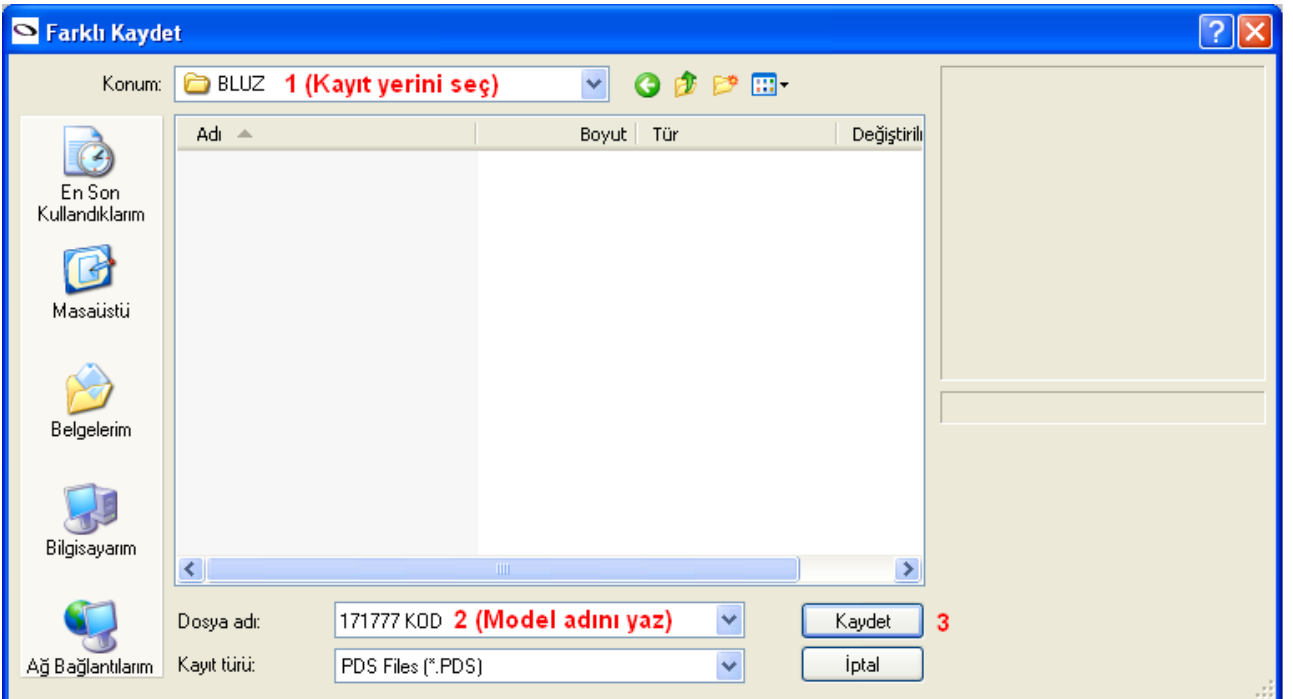 Farklı Kaydet
Konum: BLUZ 1 (Kayıt yerini seç)
Adı Boyut Tür Değiştirilı
En Son
Kullandıklarım
Masaüstü
Belgelerim
Bilgisayarım
Ağ Bağlantılarım
Dosya adı: 171777 KOD 2 (Model adını yaz) Kaydet 3
Kayıt türü: PDS Files (*.PDS) İptal